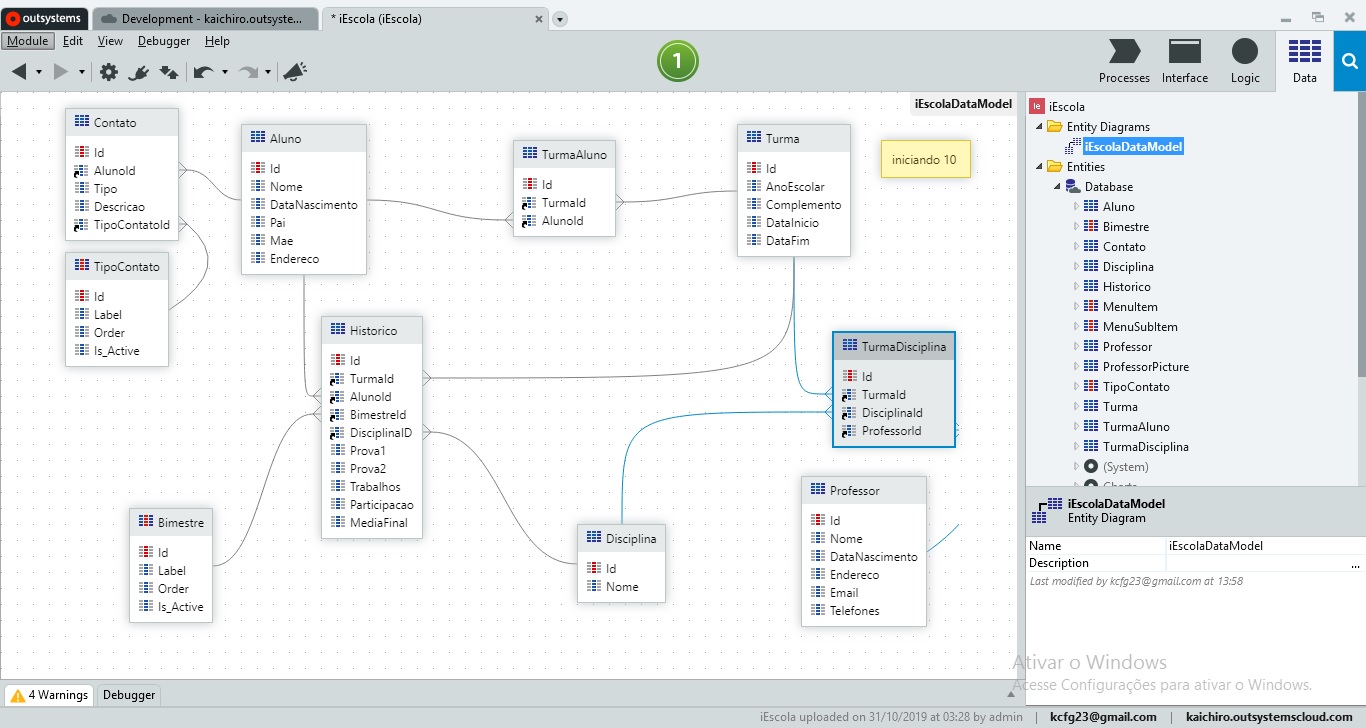 outsystems
Development - kaichiro.outsyste...
* iEscola (iEscola)
Module Edit View Debugger Help
1
Processes Interface Logic Data
iEscolaDataModel
Contato
Id
AlunoId
Tipo
Descricao
TipoContatoId
TipoContato
Id
Label
Order
Is_Active
Aluno
Id
Nome
DataNascimento
Pai
Mae
Endereco
TurmaAluno
Id
TurmaId
AlunoId
Turma
Id
AnoEscolar
Complemento
DataInicio
DataFim
iniciando 10
Historico
Id
TurmaId
AlunoId
BimestreId
DisciplinaID
Prova1
Prova2
Trabalhos
Participacao
MediaFinal
TurmaDisciplina
Id
TurmaId
DisciplinaId
ProfessorId
Bimestre
Id
Label
Order
Is_Active
Disciplina
Id
Nome
Professor
Id
Nome
DataNascimento
Endereco
Email
Telefones
Ie iEscola
Entity Diagrams
iEscolaDataModel
Entities
Database
Aluno
Bimestre
Contato
Disciplina
Historico
MenuItem
MenuSubItem
Professor
ProfessorPicture
TipoContato
Turma
TurmaAluno
TurmaDisciplina
(System)
Charts
iEscolaDataModel
Entity Diagram
Name iEscolaDataModel
Description ...
Last modified by kcfg23@gmail.com at 13:58
Ativar o Windows
Acesse Configurações para ativar o Windows.
4 Warnings Debugger
iEscola uploaded on 31/10/2019 at 03:28 by admin | kcfg23@gmail.com | kaichiro.outsystemscloud.com